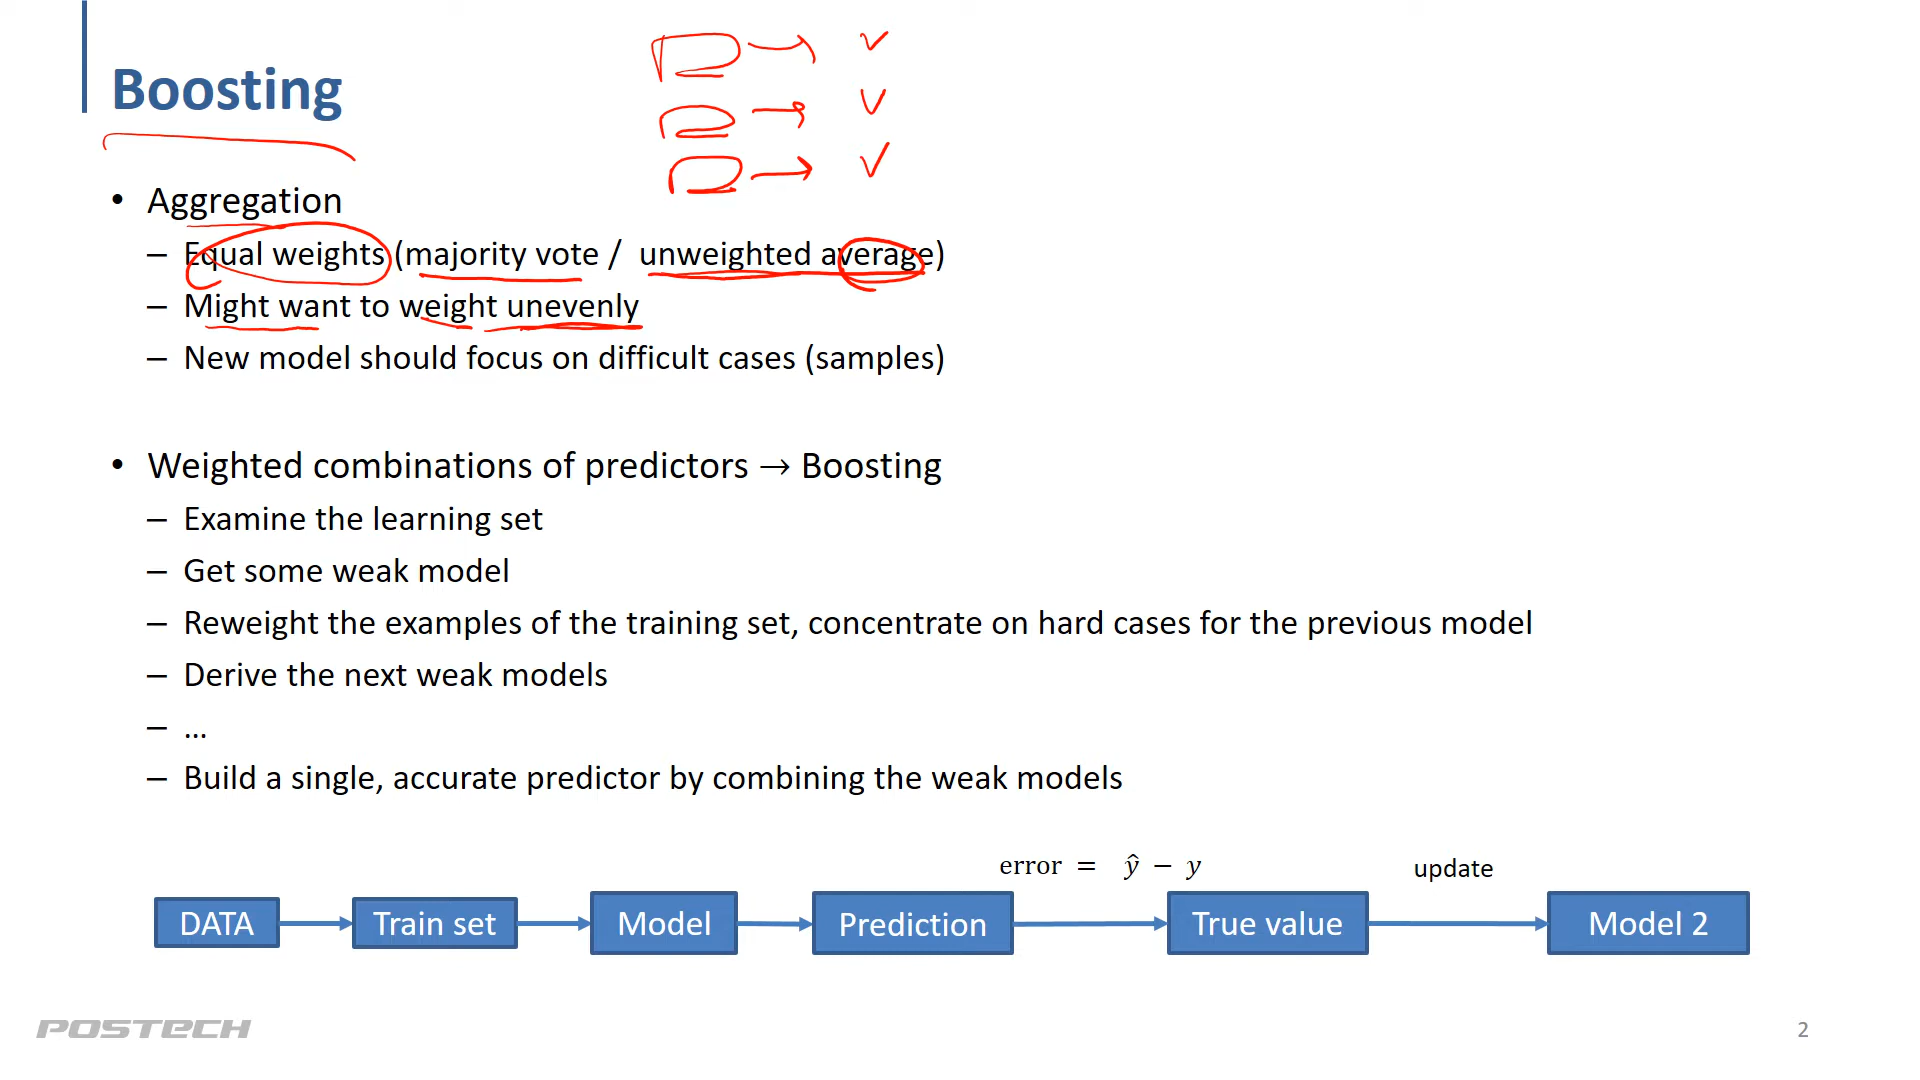 Boosting
• Aggregation
– Equal weights (majority vote / unweighted average)
– Might want to weight unevenly
– New model should focus on difficult cases (samples)
• Weighted combinations of predictors → Boosting
– Examine the learning set
– Get some weak model
– Reweight the examples of the training set, concentrate on hard cases for the previous model
– Derive the next weak models
– ...
– Build a single, accurate predictor by combining the weak models
error = ŷ − y
update
DATA
Train set
Model
Prediction
True value
Model 2
POSTECH
2